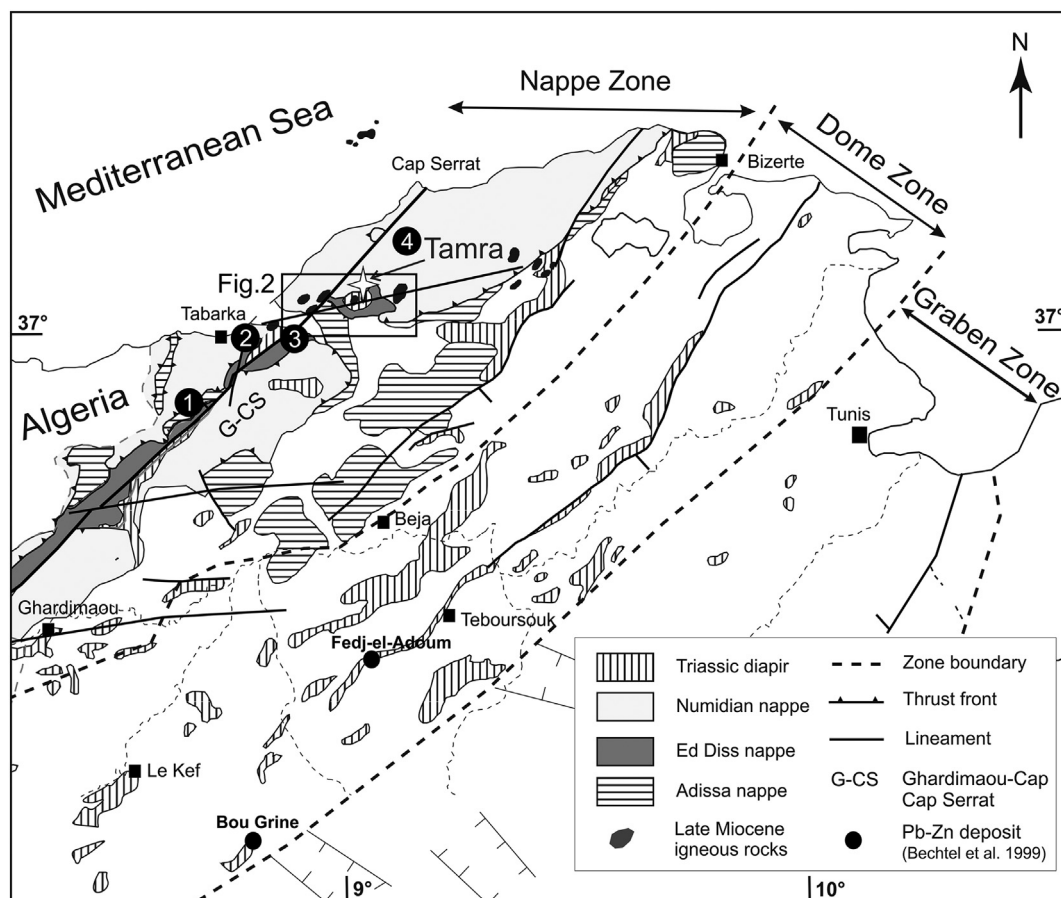 N
Nappe Zone
Dome Zone
Mediterranean Sea
Cap Serrat
Bizerte
4
Tamra
Fig.2
Graben Zone
37°
Tabarka
37°
2
3
Algeria
1
G-CS
Tunis
Beja
Ghardimaou
Teboursouk
Fedj-el-Adoum
Le Kef
Bou Grine
9°
10°
Triassic diapir
Numidian nappe
Ed Diss nappe
Adissa nappe
Late Miocene
igneous rocks
Zone boundary
Thrust front
Lineament
G-CS
Ghardimaou-Cap
Cap Serrat
Pb-Zn deposit
(Bechtel et al. 1999)